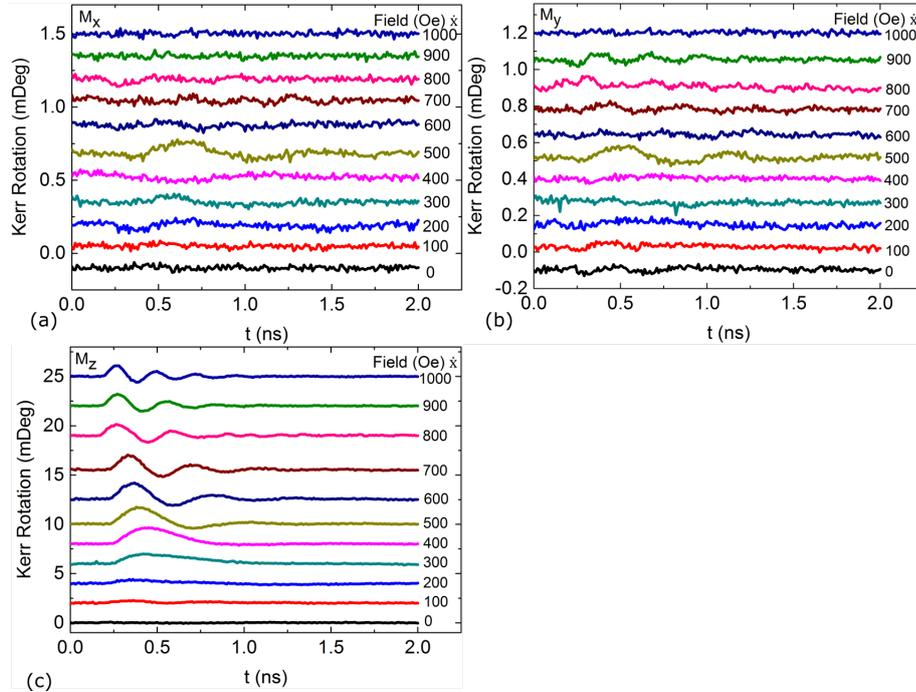 Mx
Field (Oe) ẋ
1000
900
800
700
600
500
400
300
200
100
0
1.5
1.0
0.5
0.0
Kerr Rotation (mDeg)
0.0 0.5 1.0 1.5 2.0
t (ns)
(a)
My
Field (Oe) ẋ
1000
900
800
700
600
500
400
300
200
100
0
1.2
1.0
0.8
0.6
0.4
0.2
0.0
-0.2
Kerr Rotation (mDeg)
0.0 0.5 1.0 1.5 2.0
t (ns)
(b)
Mz
Field (Oe) ẋ
1000
900
800
700
600
500
400
300
200
100
0
25
20
15
10
5
0
Kerr Rotation (mDeg)
0.0 0.5 1.0 1.5 2.0
t (ns)
(c)